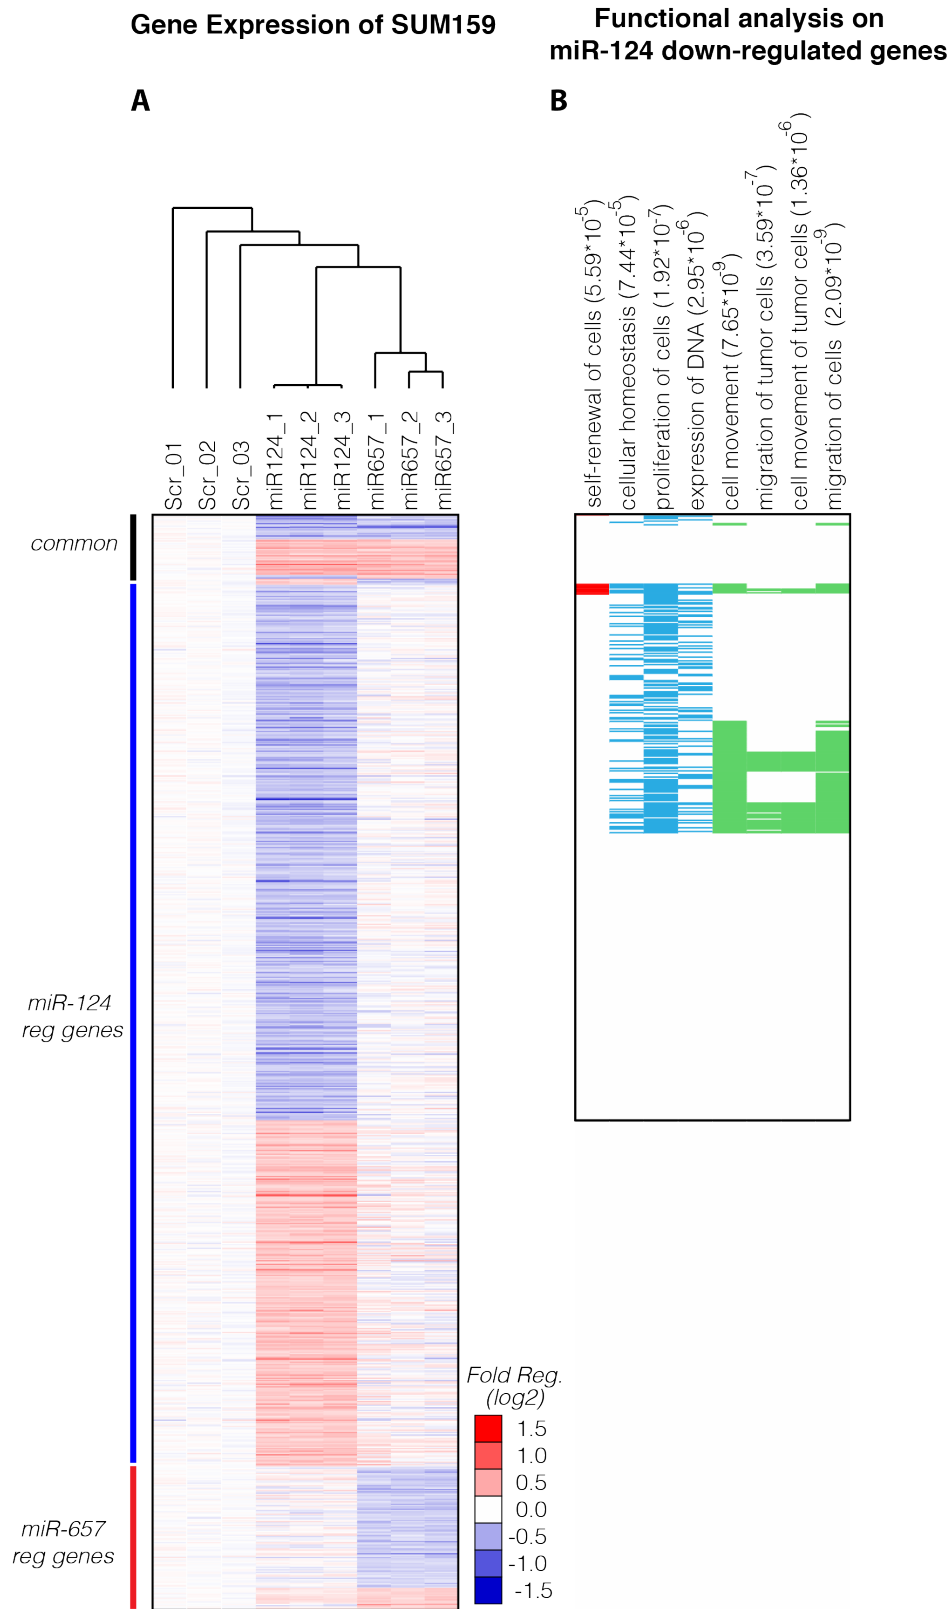 Gene Expression of SUM159
Functional analysis on
miR-124 down-regulated genes
A
B
Scr_01
Scr_02
Scr_03
miR124_1
miR124_2
miR124_3
miR657_1
miR657_2
miR657_3
self-renewal of cells (5.59*10-5)
cellular homeostasis (7.44*10-5)
proliferation of cells (1.92*10-7)
expression of DNA (2.95*10-6)
cell movement (7.65*10-9)
migration of tumor cells (3.59*10-7)
cell movement of tumor cells (1.36*10-6)
migration of cells (2.09*10-9)
common
miR-124
reg genes
miR-657
reg genes
Fold Reg.
(log2)
1.5
1.0
0.5
0.0
-0.5
-1.0
-1.5